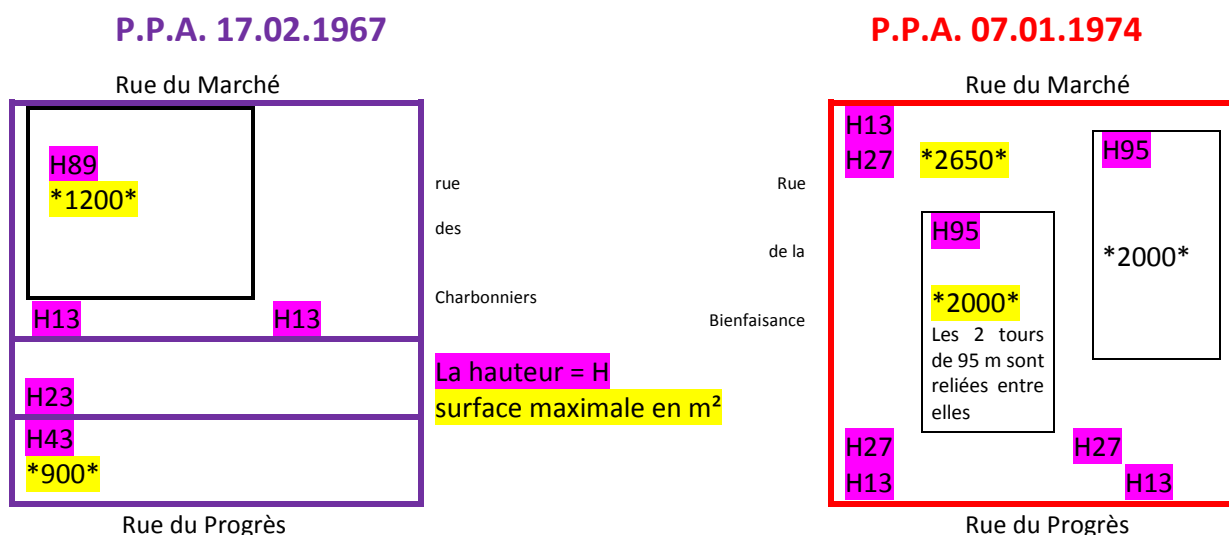 P.P.A. 17.02.1967
Rue du Marché
H89
*1200*
H13 H13
H23
H43
*900*
Rue du Progrès
rue
des
Charbonniers
La hauteur = H
surface maximale en m²
P.P.A. 07.01.1974
Rue du Marché
Rue
de la
Bienfaisance
H13
H27 *2650*
H95
*2000*
H95
*2000*
Les 2 tours
de 95 m sont
reliées entre
elles
H27 H27
H13 H13
Rue du Progrès